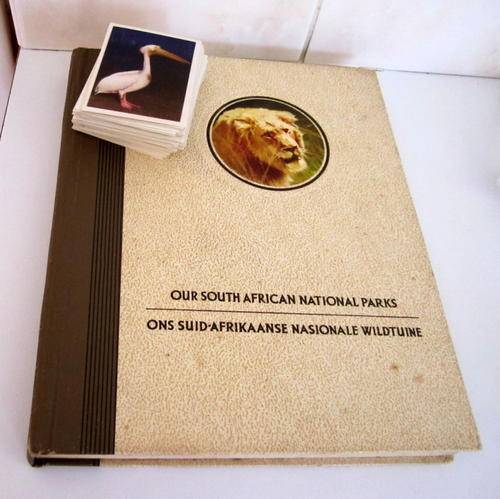 OUR SOUTH AFRICAN NATIONAL PARKS
ONS SUID-AFRIKAANSE NASIONALE WILDTUINE